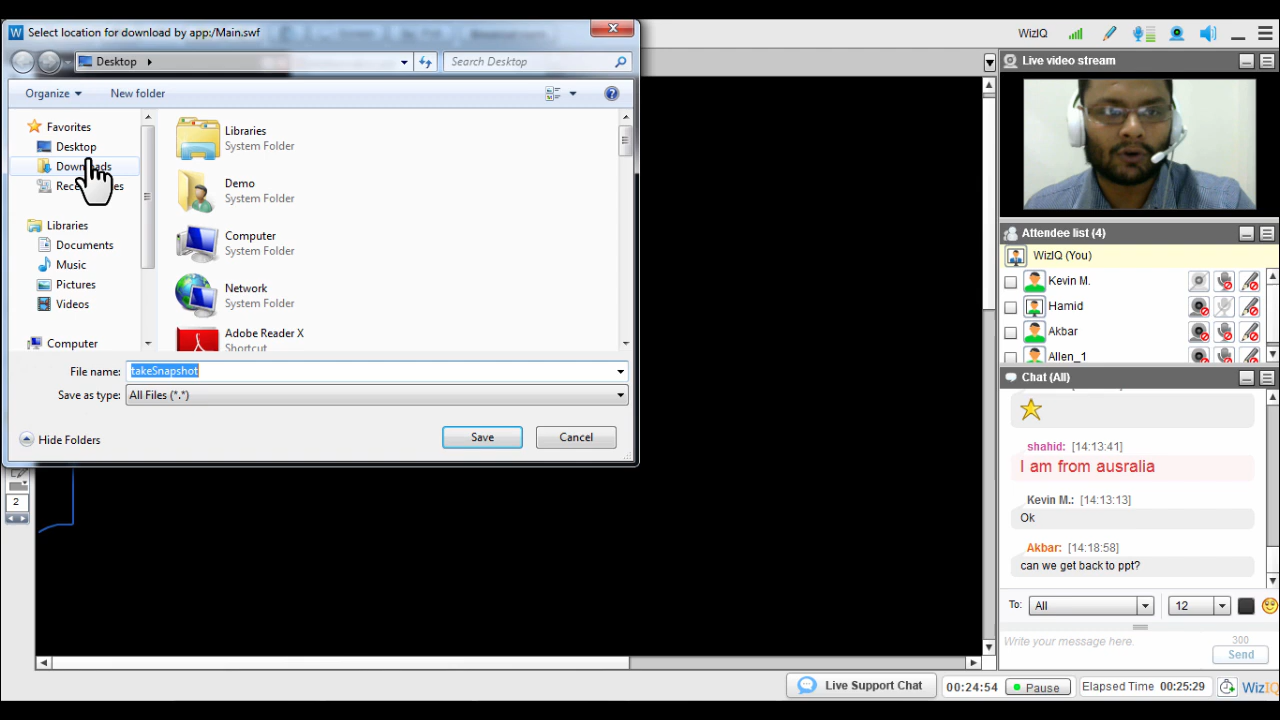 Select location for download by app:/Main.swf
Desktop
Search Desktop
Organize
New folder
Favorites
Desktop
Downloads
Libraries
Documents
Music
Pictures
Videos
Computer
Libraries
System Folder
Demo
System Folder
Computer
System Folder
Network
System Folder
Adobe Reader X
Shortcut
File name: takeSnapshot
Save as type: All Files (*.*)
Hide Folders
Save
Cancel
2
WizIQ
Live video stream
Attendee list (4)
WizIQ (You)
Kevin M.
Hamid
Akbar
Allen_1
Chat (All)
shahid: [14:13:41]
I am from ausralia
Kevin M.: [14:13:13]
Ok
Akbar: [14:18:58]
can we get back to ppt?
To: All 12
Write your message here. 300
Send
Live Support Chat
00:24:54 Pause Elapsed Time 00:25:29 WizIQ